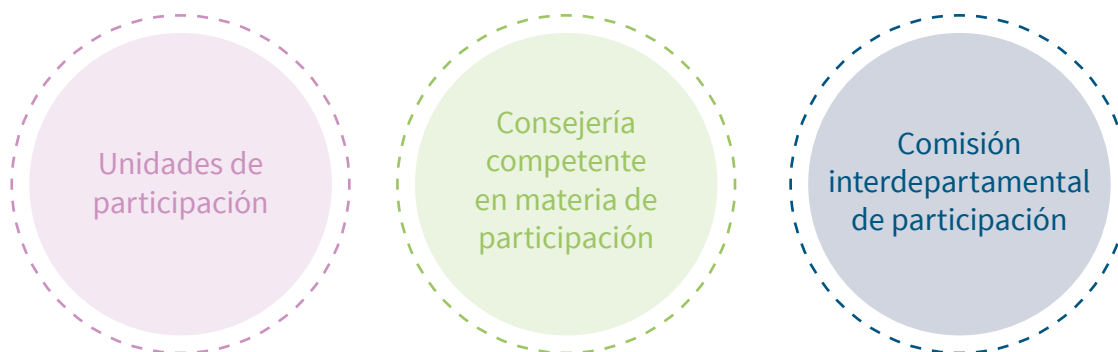 Unidades de
participación
Consejería
competente
en materia de
participación
Comisión
interdepartamental
de participación